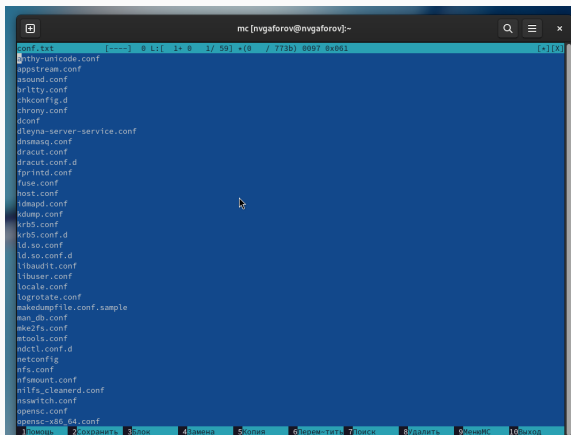 mc [nvgaforov@nvgaforov]:~
conf.txt [----] 0 L:[ 1+ 0 1/ 59] *(0 / 773b) 0097 0x061 [*][X]
anthy-unicode.conf
appstream.conf
asound.conf
brltty.conf
chkconfig.d
chrony.conf
dconf
dleyna-server-service.conf
dnsmasq.conf
dracut.conf
dracut.conf.d
fprintd.conf
fuse.conf
host.conf
idmapd.conf
kdump.conf
krb5.conf
krb5.conf.d
ld.so.conf
ld.so.conf.d
libaudit.conf
libuser.conf
locale.conf
logrotate.conf
makedumpfile.conf.sample
man_db.conf
mke2fs.conf
mtools.conf
ndctl.conf.d
netconfig
nfs.conf
nfsmount.conf
nilfs_cleanerd.conf
nsswitch.conf
opensc.conf
opensc-x86_64.conf
1Помощь 2Сохранить 3Блок 4Замена 5Копия 6Перем~тить 7Поиск 8Удалить 9МенюМС 10Выход